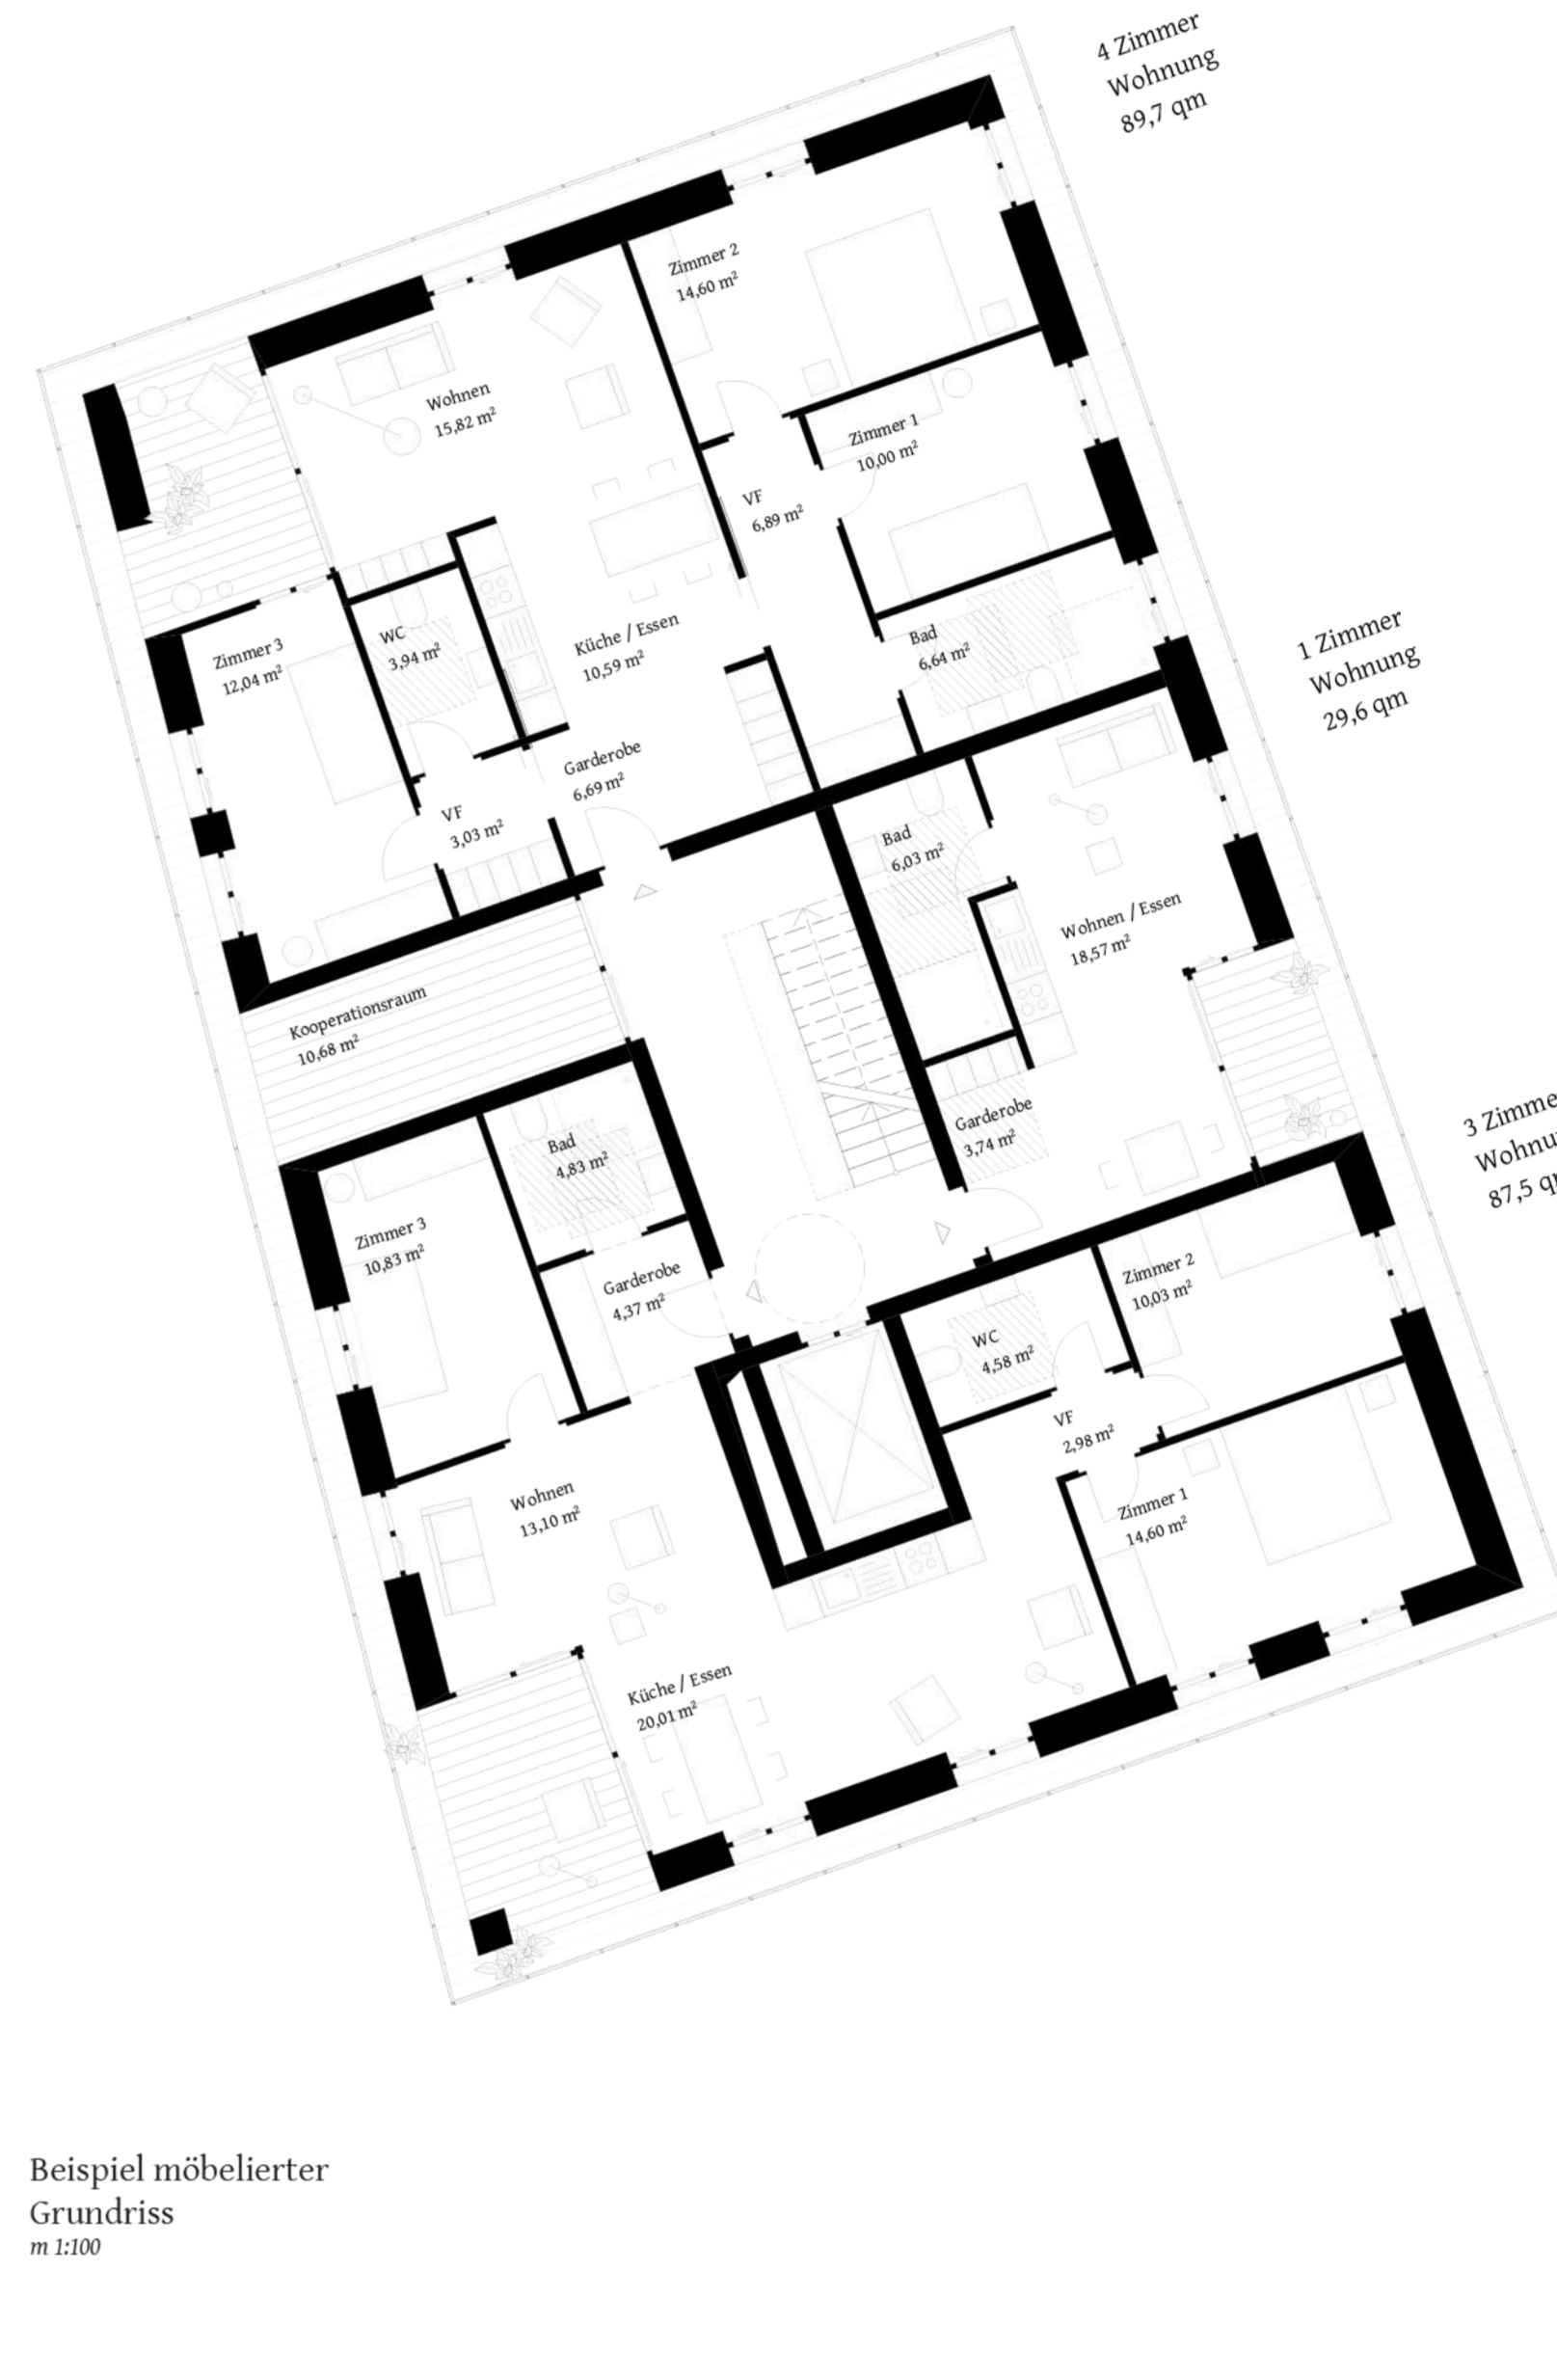 4 Zimmer
Wohnung
89,7 qm
Zimmer 2
14,60 m²
Wohnen
15,82 m²
Zimmer 1
10,00 m²
VF
6,89 m²
Zimmer 3
12,04 m²
WC
3,94 m²
Küche / Essen
10,59 m²
Bad
6,64 m²
1 Zimmer
Wohnung
29,6 qm
Garderobe
6,69 m²
VF
3,03 m²
Bad
6,03 m²
Wohnen / Essen
18,57 m²
Kooperationsraum
10,68 m²
Garderobe
3,74 m²
3 Zimme
Wohnu
87,5 q
Bad
4,83 m²
Zimmer 3
10,83 m²
Garderobe
4,37 m²
Zimmer 2
10,03 m²
WC
4,58 m²
VF
2,98 m²
Wohnen
13,10 m²
Zimmer 1
14,60 m²
Küche / Essen
20,01 m²
Beispiel möbelierter
Grundriss
m 1:100